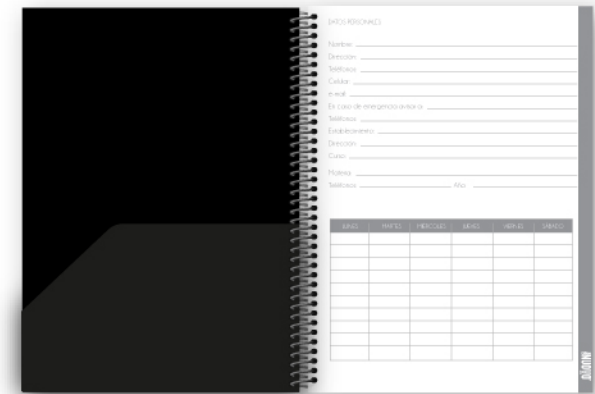 DATOS PERSONALES
Nombre:
Dirección:
Teléfonos:
Celular:
e-mail:
En caso de emergencia avisar a:
Teléfonos:
Establecimiento:
Dirección:
Curso:
Materia:
Teléfonos: Año:
LUNES MARTES MIÉRCOLES JUEVES VIERNES SÁBADO